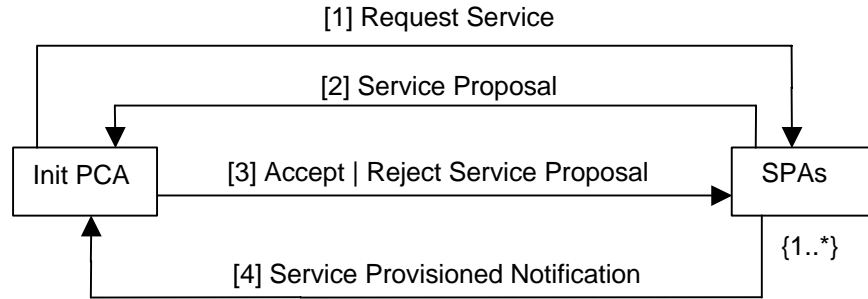 [1] Request Service
[2] Service Proposal
Init PCA
[3] Accept | Reject Service Proposal
SPAs
{1..*}
[4] Service Provisioned Notification